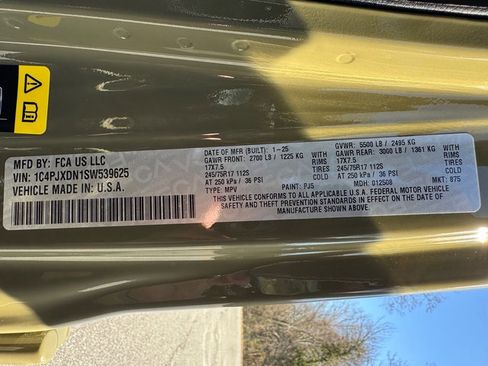 MFD BY: FCA US LLC
VIN: 1C4PJXDN1SW539625
VEHICLE MADE IN: U.S.A.
DATE OF MFR (BUILT): 1-25
GAWR FRONT: 2700 LB / 1225 KG
17X7.5
245/75R17 112S TIRES
AT 250 kPa / 36 PSI COLD
TYPE: MPV PAINT: PJ5
GVWR: 5500 LB / 2495 KG
GAWR REAR: 3000 LB / 1361 KG
17X7.5
245/75R17 112S TIRES
AT 250 kPa / 36 PSI COLD
MDH: 012508 MKT: 875
THIS VEHICLE CONFORMS TO ALL APPLICABLE U.S.A. FEDERAL MOTOR VEHICLE
SAFETY AND THEFT PREVENTION STANDARDS IN EFFECT ON THE DATE OF
MANUFACTURE SHOWN ABOVE.